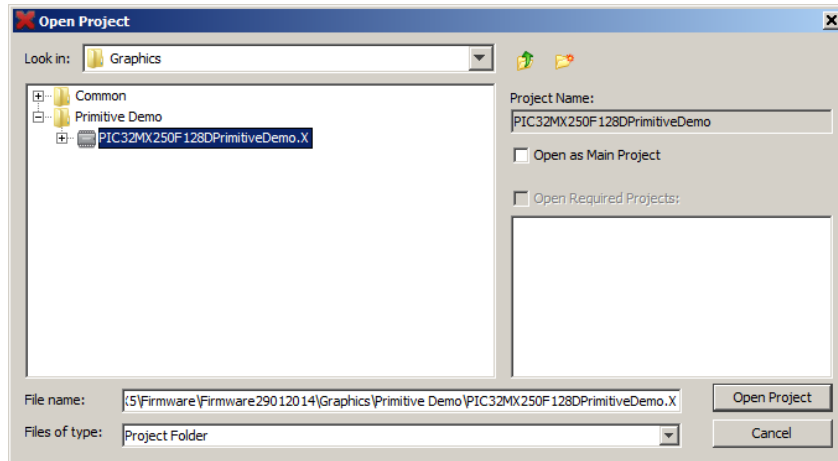 Open Project
Look in: Graphics
Common
Primitive Demo
PIC32MX250F128DPrimitiveDemo.X
Project Name:
PIC32MX250F128DPrimitiveDemo
Open as Main Project
Open Required Projects:
File name: (5\Firmware\Firmware29012014\Graphics\Primitive Demo\PIC32MX250F128DPrimitiveDemo.X
Open Project
Files of type: Project Folder
Cancel